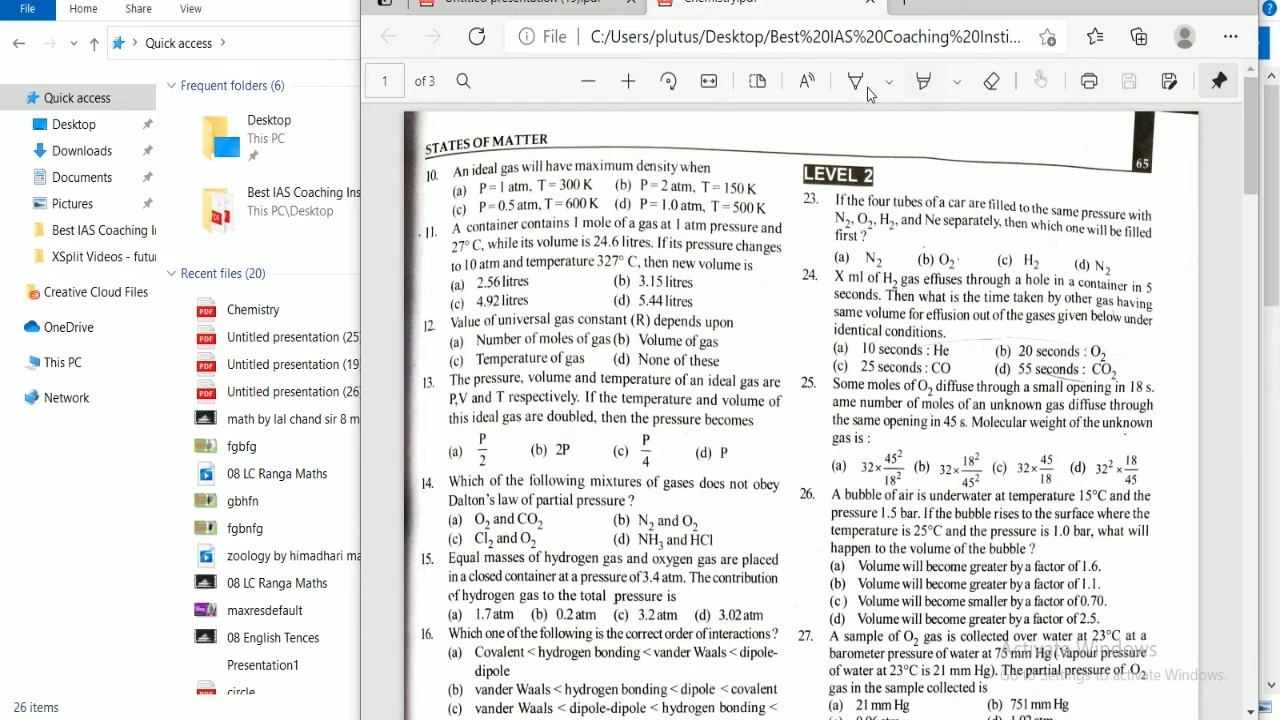 File
Home
Share
View
Untitled presentation (19).pdf
Chemistry.pdf
Quick access
File
C:/Users/plutus/Desktop/Best%20IAS%20Coaching%20Insti...
1
of 3
Quick access
Desktop
Downloads
Documents
Pictures
Best IAS Coaching
XSplit Videos - futu
Creative Cloud Files
OneDrive
This PC
Network
Frequent folders (6)
Desktop
This PC
Best IAS Coaching Ins
This PC\Desktop
Recent files (20)
Chemistry
Untitled presentation (25
Untitled presentation (19
Untitled presentation (26
math by lal chand sir 8 m
fgbfg
08 LC Ranga Maths
gbhfn
fgbnfg
zoology by himadhari ma
08 LC Ranga Maths
maxresdefault
08 English Tences
Presentation1
circle
26 items
STATES OF MATTER
65
10. An ideal gas will have maximum density when
(a) P = 1 atm, T = 300 K (b) P = 2 atm, T = 150 K
(c) P = 0.5 atm, T = 600 K (d) P = 1.0 atm, T = 500 K
11. A container contains 1 mole of a gas at 1 atm pressure and
27° C, while its volume is 24.6 litres. If its pressure changes
to 10 atm and temperature 327° C, then new volume is
(a) 2.56 litres (b) 3.15 litres
(c) 4.92 litres (d) 5.44 litres
12. Value of universal gas constant (R) depends upon
(a) Number of moles of gas (b) Volume of gas
(c) Temperature of gas (d) None of these
13. The pressure, volume and temperature of an ideal gas are
P,V and T respectively. If the temperature and volume of
this ideal gas are doubled, then the pressure becomes
(a) P/2 (b) 2P (c) P/4 (d) P
14. Which of the following mixtures of gases does not obey
Dalton's law of partial pressure ?
(a) O₂ and CO₂ (b) N₂ and O₂
(c) Cl₂ and O₂ (d) NH₃ and HCl
15. Equal masses of hydrogen gas and oxygen gas are placed
in a closed container at a pressure of 3.4 atm. The contribution
of hydrogen gas to the total pressure is
(a) 1.7 atm (b) 0.2 atm (c) 3.2 atm (d) 3.02 atm
16. Which one of the following is the correct order of interactions ?
(a) Covalent < hydrogen bonding < vander Waals < dipole-
dipole
(b) vander Waals < hydrogen bonding < dipole < covalent
(c) vander Waals < dipole-dipole < hydrogen bonding <
LEVEL 2
23. If the four tubes of a car are filled to the same pressure with
N₂, O₂, H₂, and Ne separately, then which one will be filled
first ?
(a) N₂ (b) O₂ (c) H₂ (d) N₂
24. X ml of H₂ gas effuses through a hole in a container in 5
seconds. Then what is the time taken by other gas having
same volume for effusion out of the gases given below under
identical conditions.
(a) 10 seconds : He (b) 20 seconds : O₂
(c) 25 seconds : CO (d) 55 seconds : CO₂
25. Some moles of O₂ diffuse through a small opening in 18 s.
ame number of moles of an unknown gas diffuse through
the same opening in 45 s. Molecular weight of the unknown
gas is :
(a) 32 × 45²/18² (b) 32 × 18²/45² (c) 32 × 45/18 (d) 32² × 18/45
26. A bubble of air is underwater at temperature 15°C and the
pressure 1.5 bar. If the bubble rises to the surface where the
temperature is 25°C and the pressure is 1.0 bar, what will
happen to the volume of the bubble ?
(a) Volume will become greater by a factor of 1.6.
(b) Volume will become greater by a factor of 1.1.
(c) Volume will become smaller by a factor of 0.70.
(d) Volume will become greater by a factor of 2.5.
27. A sample of O₂ gas is collected over water at 23°C at a
barometer pressure of water at 75 mm Hg (Vapour pressure
of water at 23°C is 21 mm Hg). The partial pressure of O₂
gas in the sample collected is
(a) 21 mm Hg (b) 751 mm Hg
Activate Windows
Go to Settings to activate Windows.